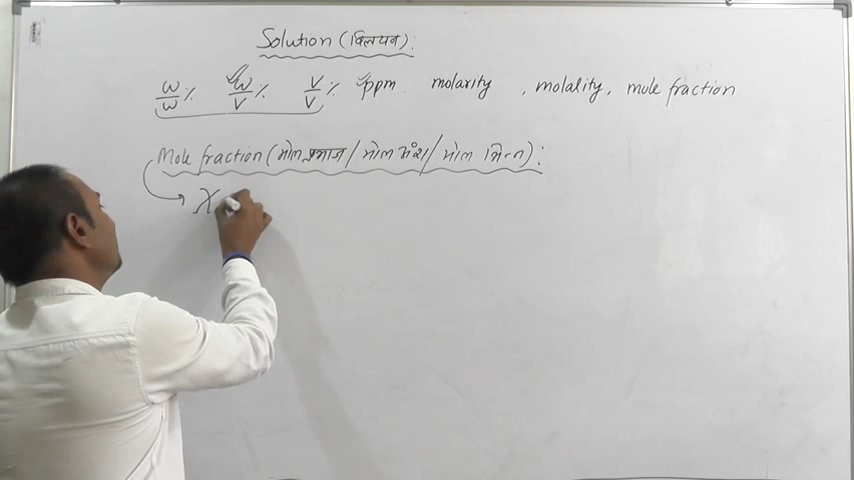 Solution (विलयन):
w/w % w/v % v/v % ppm. molarity , molality, mole fraction
Mole fraction (मोल प्रभाज / मोल अंश / मोल भिन्न):
X